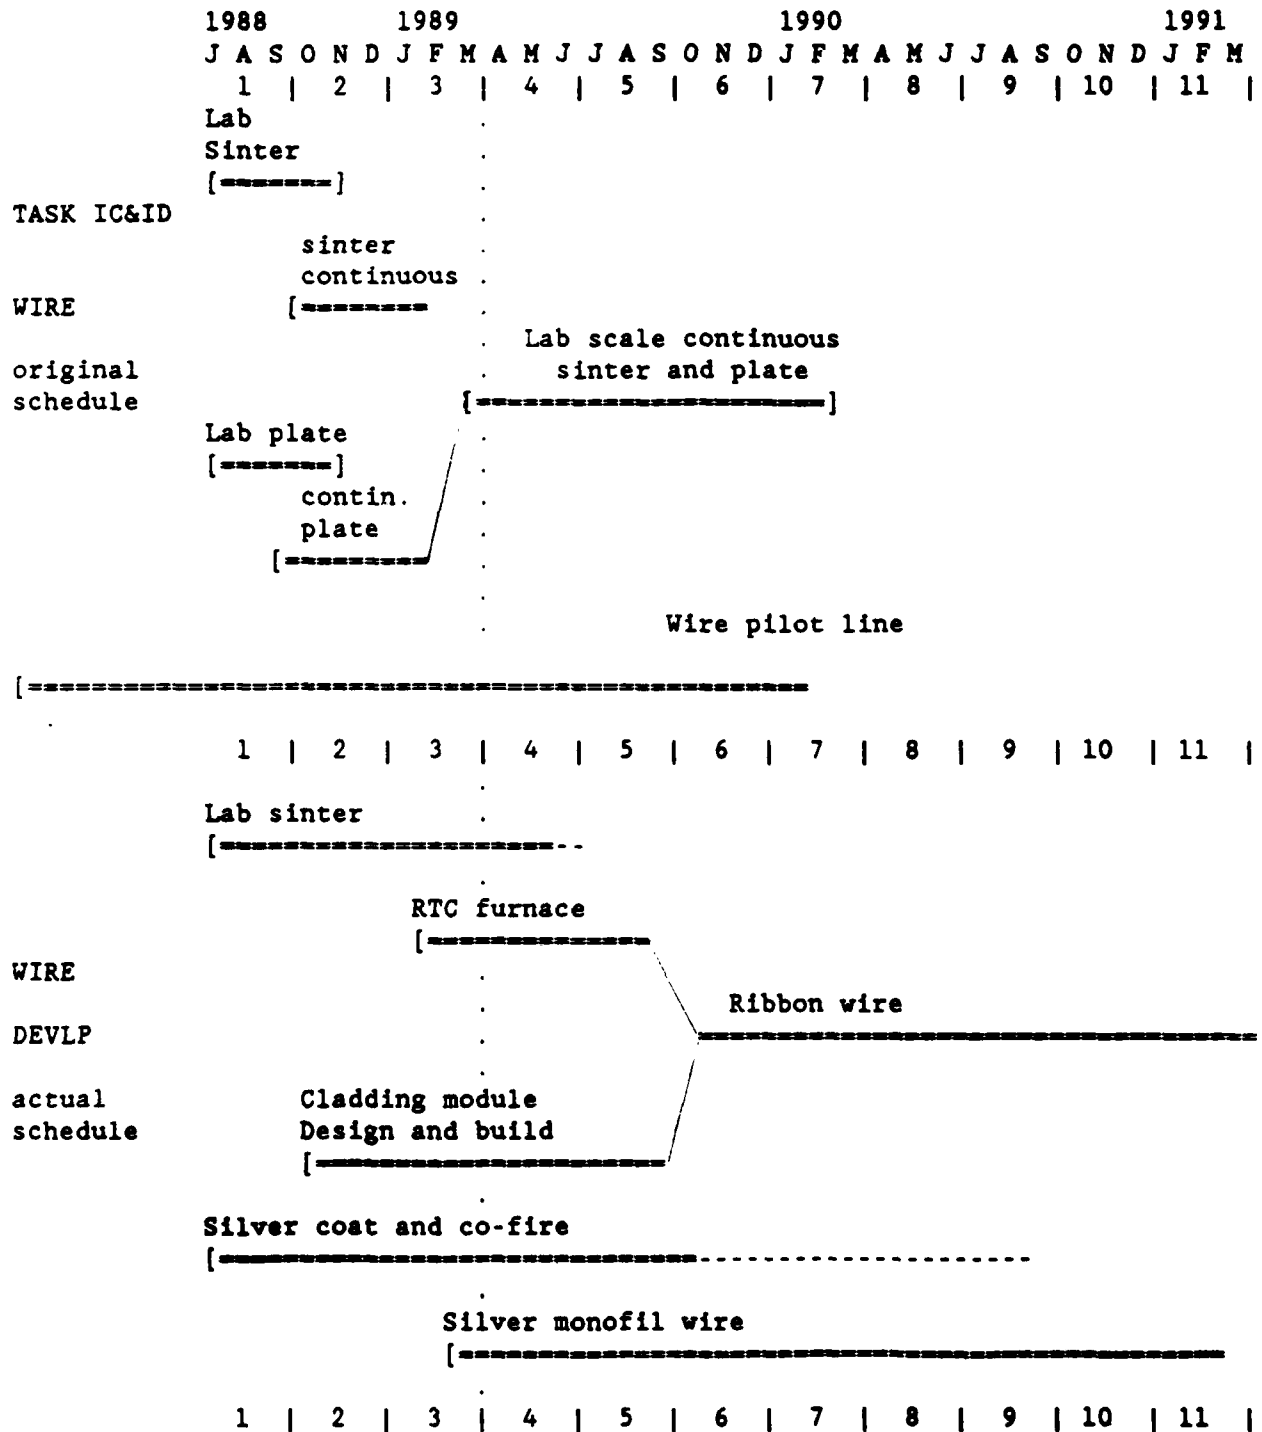 1988 1989 1990 1991
J A S O N D J F M A M J J A S O N D J F M A M J J A S O N D J F M
1 | 2 | 3 | 4 | 5 | 6 | 7 | 8 | 9 | 10 | 11 |
Lab
Sinter
TASK IC&ID
sinter
continuous
WIRE
Lab scale continuous
original sinter and plate
schedule
Lab plate
contin.
plate
Wire pilot line
1 | 2 | 3 | 4 | 5 | 6 | 7 | 8 | 9 | 10 | 11 |
Lab sinter
RTC furnace
WIRE
Ribbon wire
DEVLP
actual Cladding module
schedule Design and build
Silver coat and co-fire
Silver monofil wire
1 | 2 | 3 | 4 | 5 | 6 | 7 | 8 | 9 | 10 | 11 |